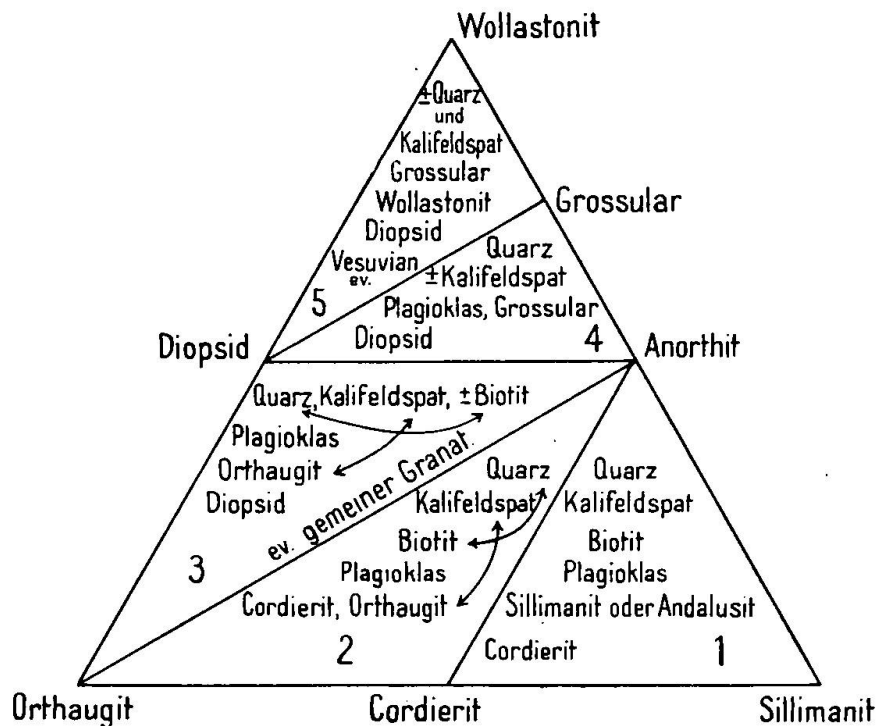 Wollastonit
±Quarz
und
Kalifeldspat
Grossular
Wollastonit
Diopsid
Vesuvian
ev.
5
Grossular
Quarz
±Kalifeldspat
Plagioklas, Grossular
Diopsid
4
Diopsid
Anorthit
Quarz, Kalifeldspat, ±Biotit
Plagioklas
Orthaugit
Diopsid
3
ev. gemeiner Granat.
Quarz
Kalifeldspat
Biotit
Plagioklas
Cordierit, Orthaugit
2
Quarz
Kalifeldspat
Biotit
Plagioklas
Sillimanit oder Andalusit
Cordierit
1
Orthaugit
Cordierit
Sillimanit